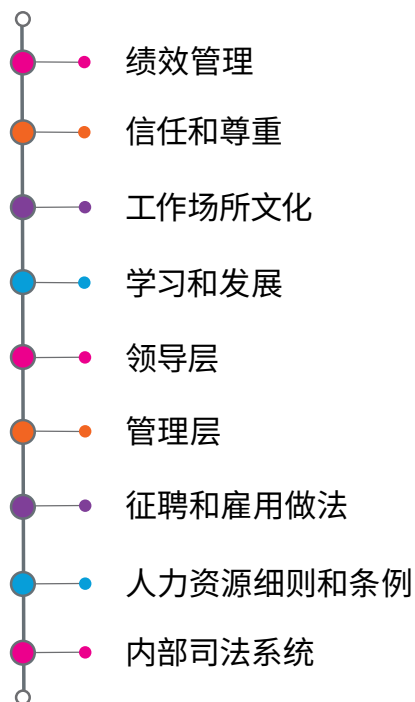 绩效管理
信任和尊重
工作场所文化
学习和发展
领导层
管理层
征聘和雇用做法
人力资源细则和条例
内部司法系统